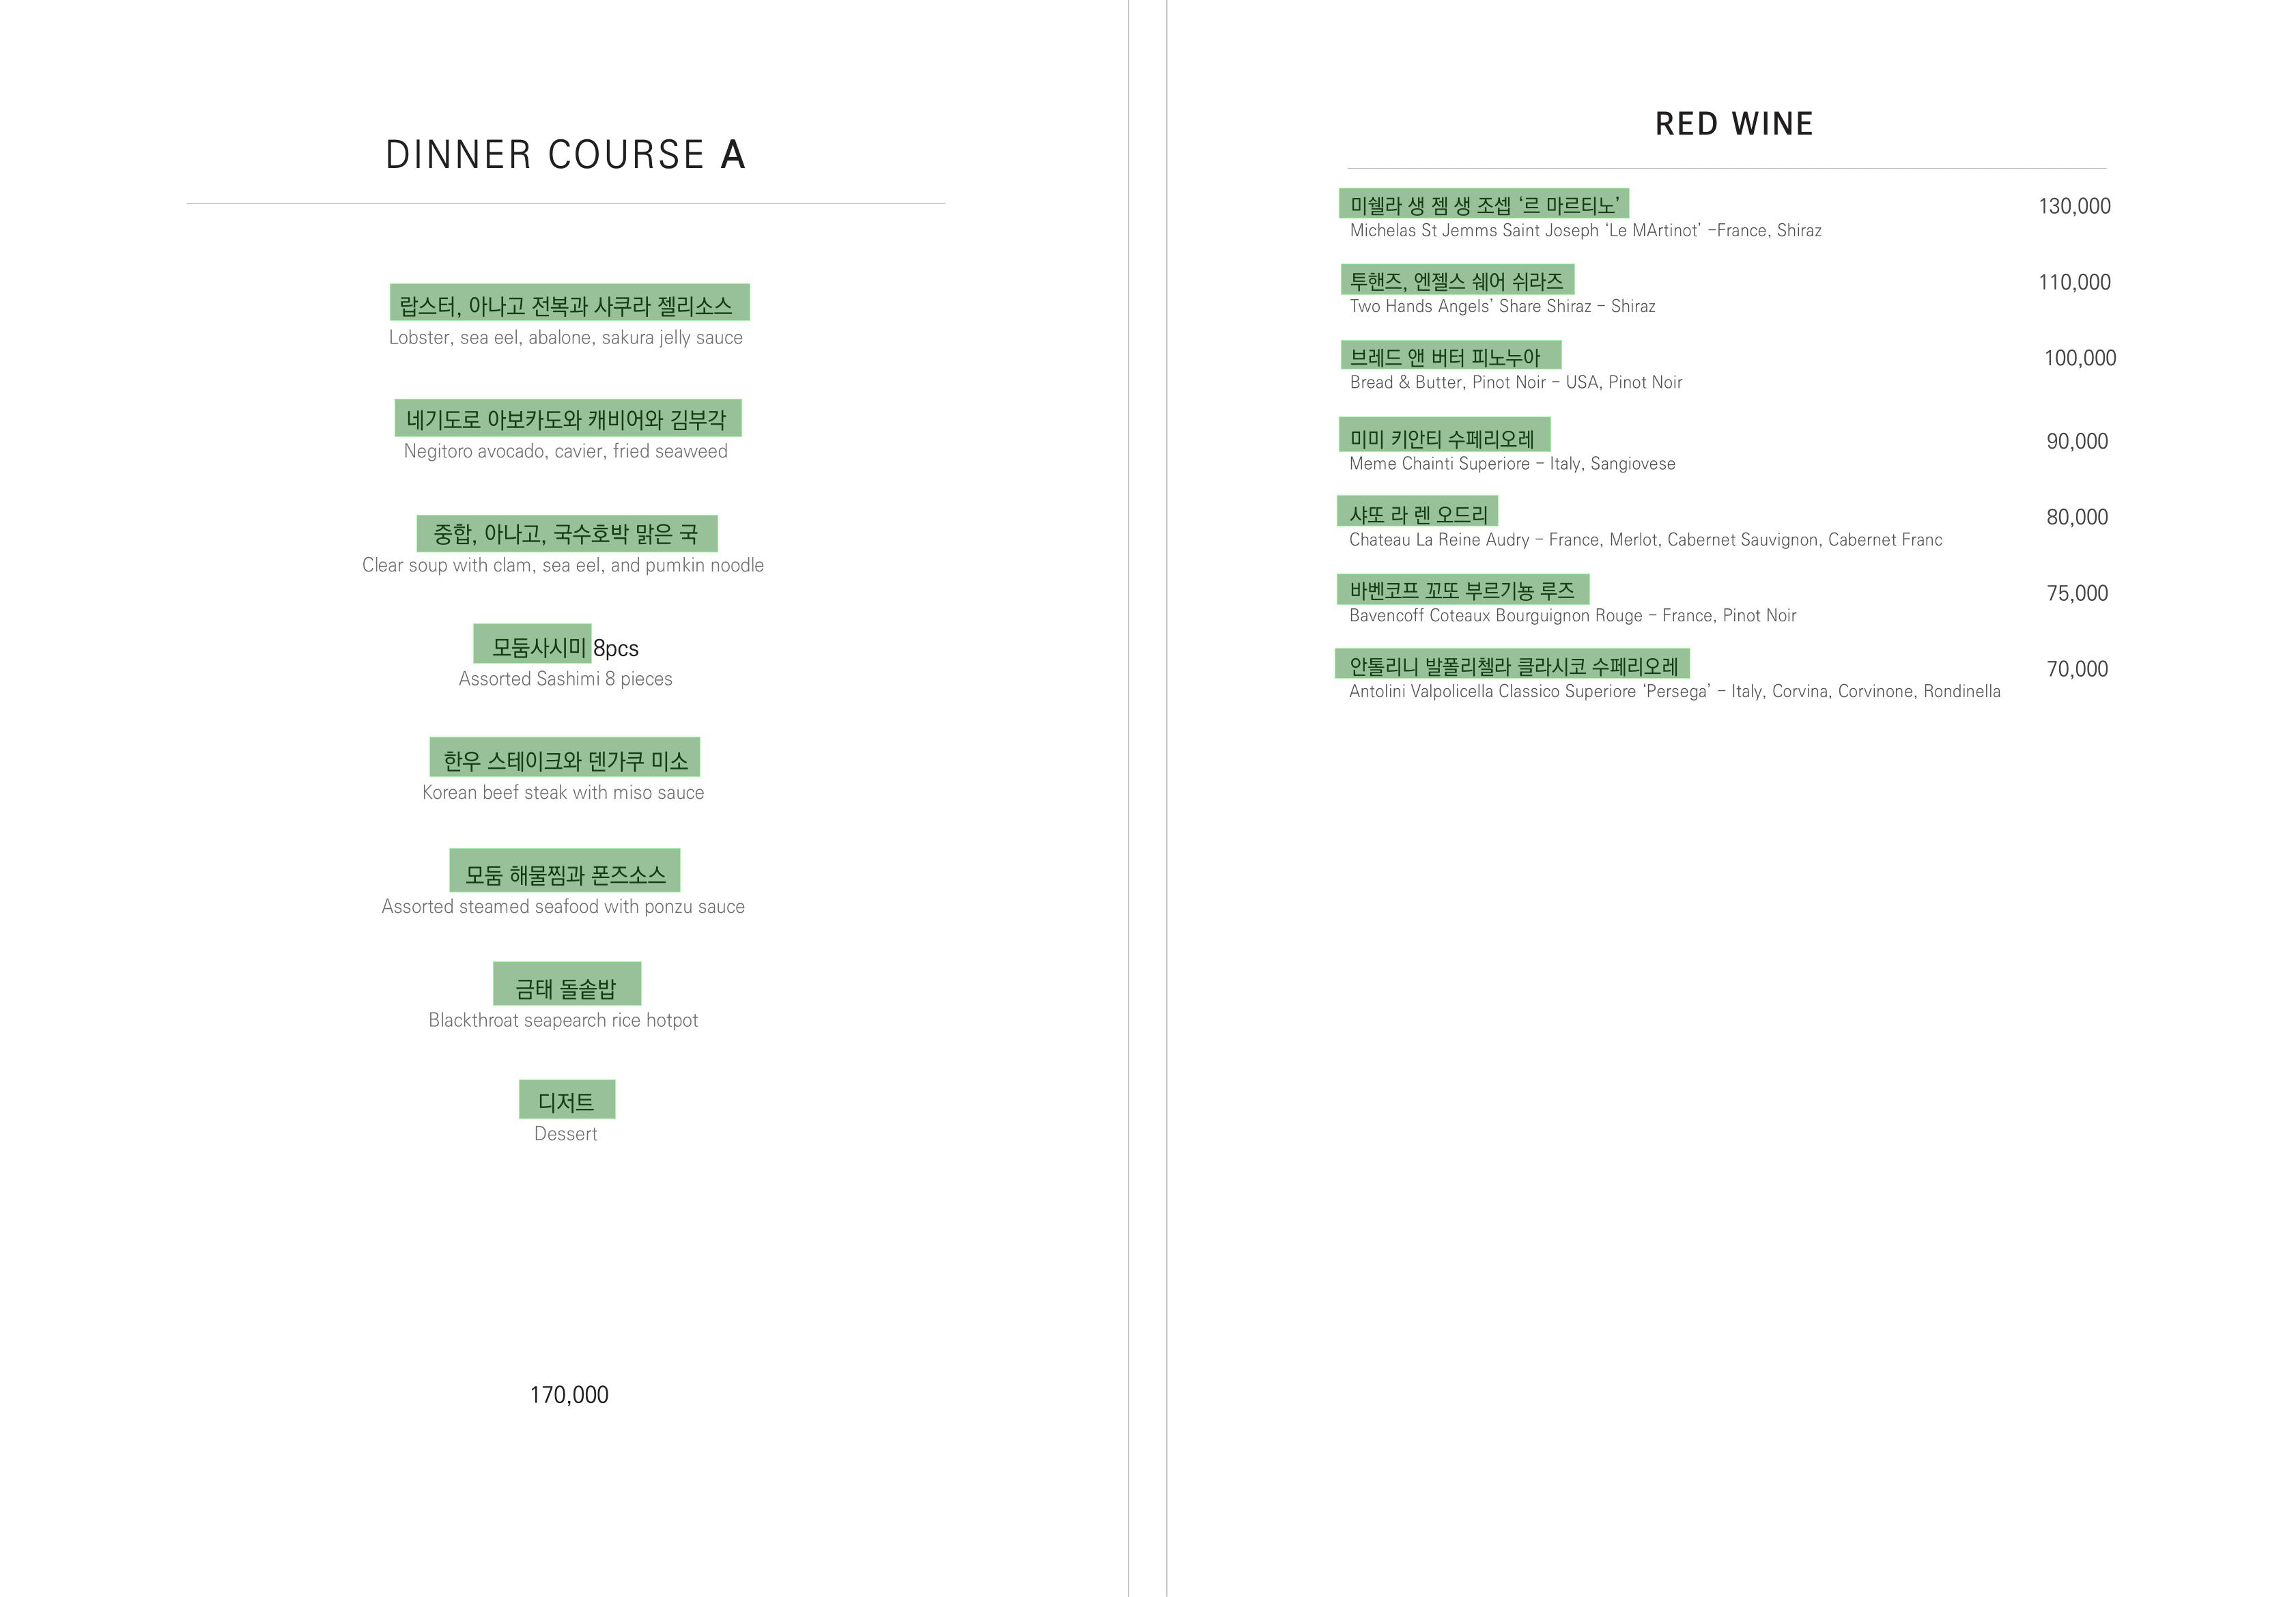 DINNER COURSE A
랍스터, 아나고 전복과 사쿠라 젤리소스
Lobster, sea eel, abalone, sakura jelly sauce
네기도로 아보카도와 캐비어와 김부각
Negitoro avocado, cavier, fried seaweed
중합, 아나고, 국수호박 맑은 국
Clear soup with clam, sea eel, and pumkin noodle
모둠사시미 8pcs
Assorted Sashimi 8 pieces
한우 스테이크와 덴가쿠 미소
Korean beef steak with miso sauce
모둠 해물찜과 폰즈소스
Assorted steamed seafood with ponzu sauce
금태 돌솥밥
Blackthroat seapearch rice hotpot
디저트
Dessert
170,000
RED WINE
미쉘라 생 젬 생 조셉 ‘르 마르티노’ 130,000
Michelas St Jemms Saint Joseph ‘Le MArtinot’ –France, Shiraz
투핸즈, 엔젤스 쉐어 쉬라즈 110,000
Two Hands Angels’ Share Shiraz – Shiraz
브레드 앤 버터 피노누아 100,000
Bread & Butter, Pinot Noir – USA, Pinot Noir
미미 키안티 수페리오레 90,000
Meme Chainti Superiore – Italy, Sangiovese
샤또 라 렌 오드리 80,000
Chateau La Reine Audry – France, Merlot, Cabernet Sauvignon, Cabernet Franc
바벤코프 꼬또 부르기뇽 루즈 75,000
Bavencoff Coteaux Bourguignon Rouge – France, Pinot Noir
안톨리니 발폴리첼라 클라시코 수페리오레 70,000
Antolini Valpolicella Classico Superiore ‘Persega’ – Italy, Corvina, Corvinone, Rondinella